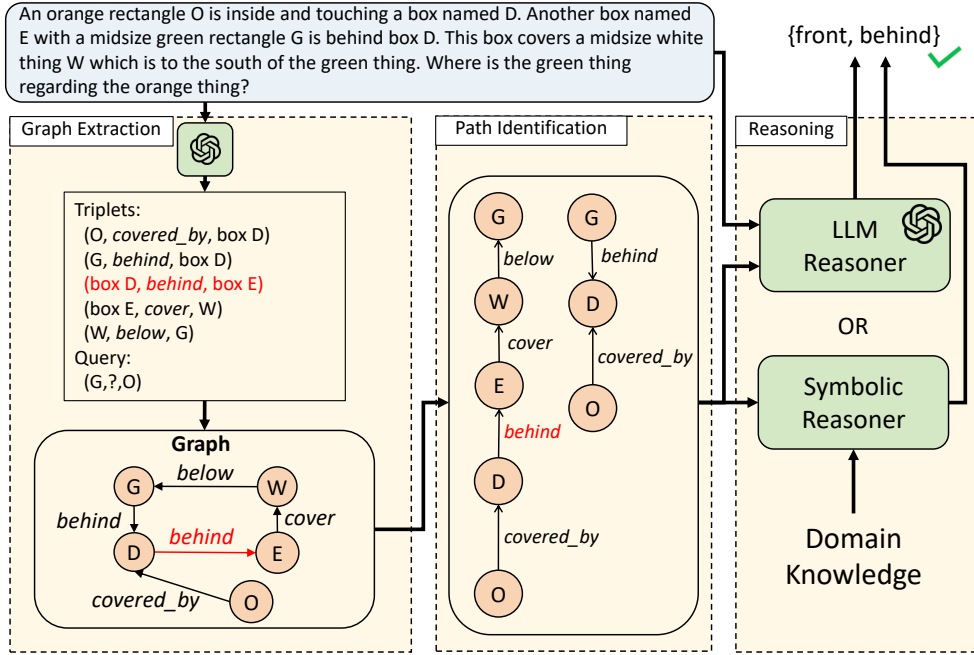 An orange rectangle O is inside and touching a box named D. Another box named
E with a midsize green rectangle G is behind box D. This box covers a midsize white
thing W which is to the south of the green thing. Where is the green thing
regarding the orange thing?
{front, behind}
Graph Extraction
Path Identification
Reasoning
Triplets:
(O, covered_by, box D)
(G, behind, box D)
(box D, behind, box E)
(box E, cover, W)
(W, below, G)
Query:
(G,?,O)
Graph
G
below
W
behind
behind
cover
D
E
covered_by
O
G
below
W
cover
E
behind
D
covered_by
O
G
behind
D
covered_by
O
LLM
Reasoner
OR
Symbolic
Reasoner
Domain
Knowledge